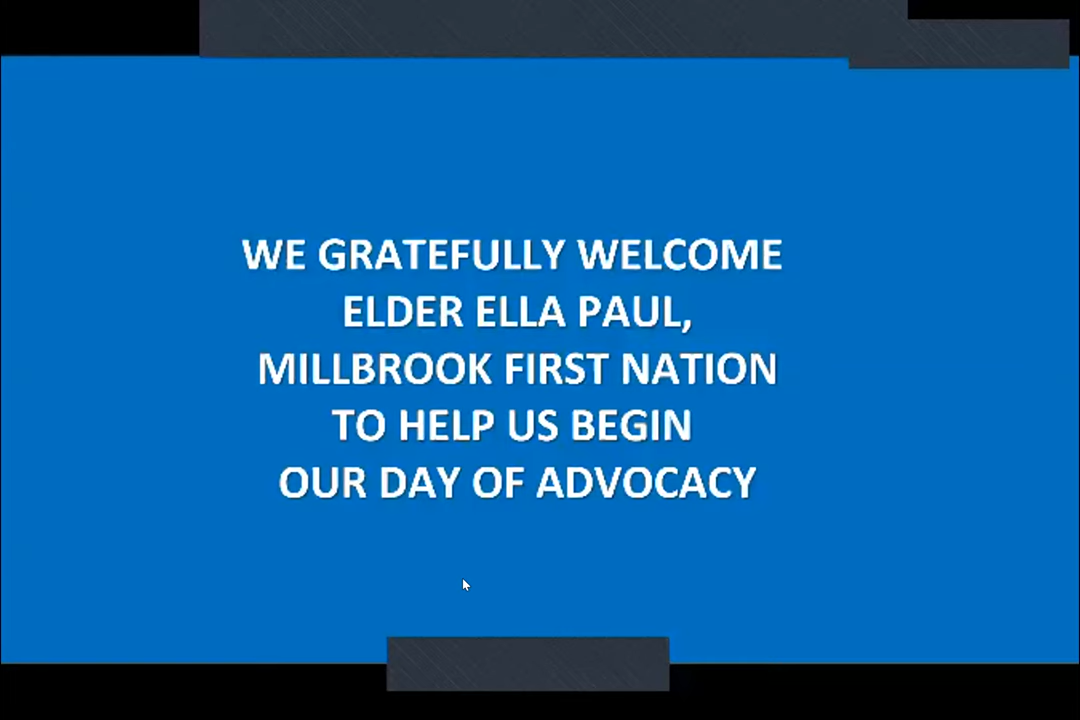 WE GRATEFULLY WELCOME
ELDER ELLA PAUL,
MILLBROOK FIRST NATION
TO HELP US BEGIN
OUR DAY OF ADVOCACY